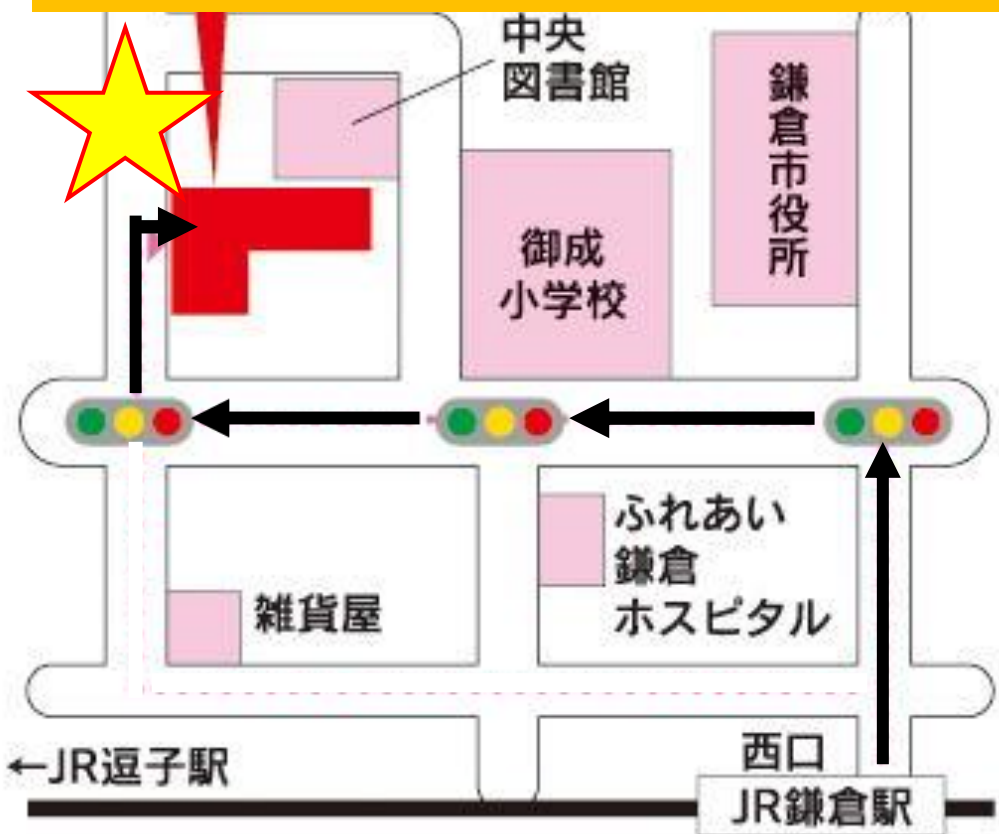 中央
図書館
鎌倉市役所
御成
小学校
ふれあい
鎌倉
ホスピタル
雑貨屋
西口
←JR逗子駅
JR鎌倉駅